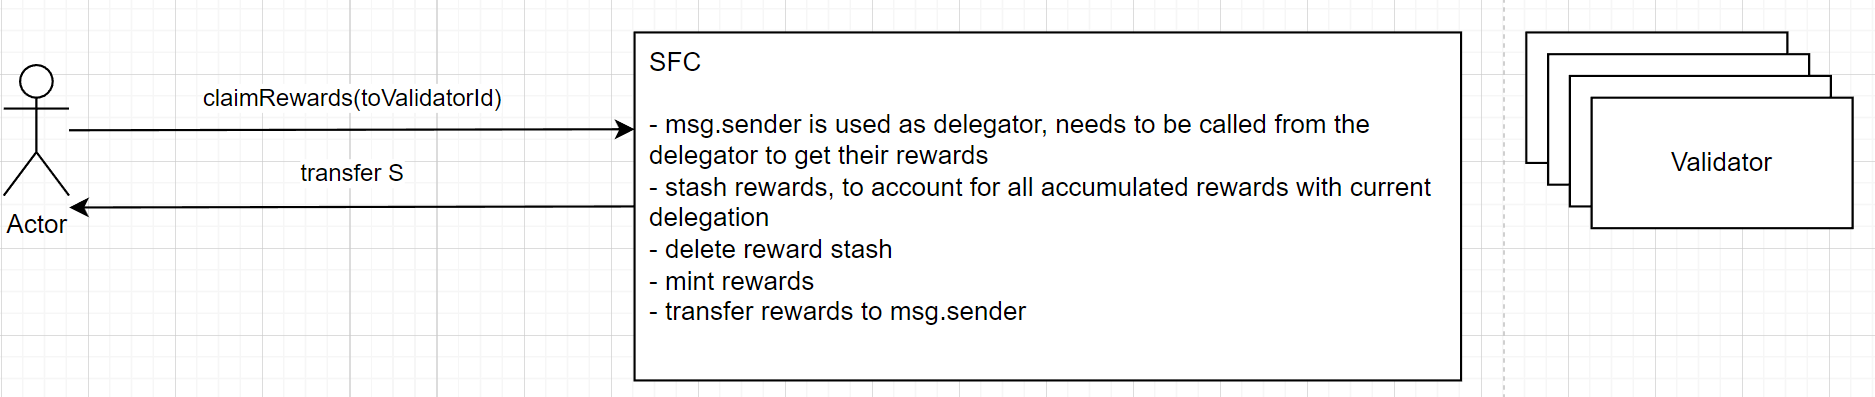 claimRewards(toValidatorId)
transfer S
Actor
SFC
- msg.sender is used as delegator, needs to be called from the
delegator to get their rewards
- stash rewards, to account for all accumulated rewards with current
delegation
- delete reward stash
- mint rewards
- transfer rewards to msg.sender
Validator